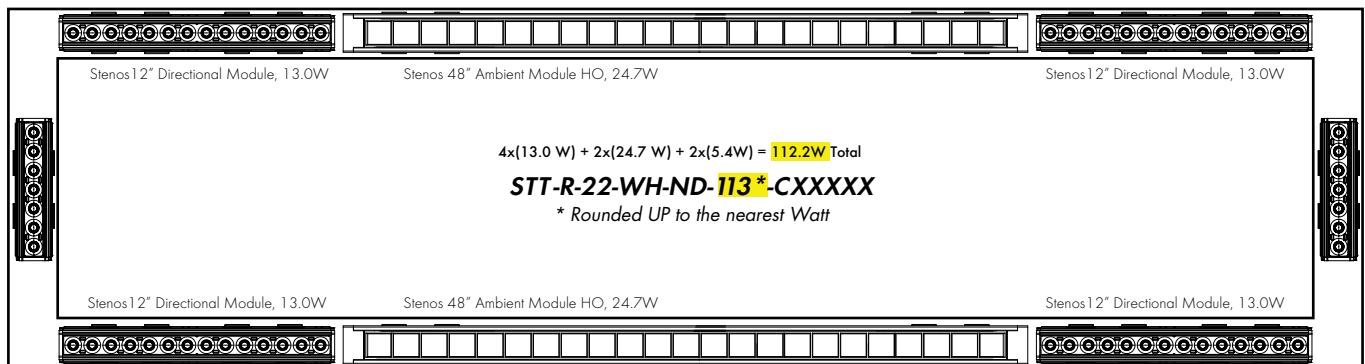 Stenos12” Directional Module, 13.0W
Stenos 48” Ambient Module HO, 24.7W
Stenos12” Directional Module, 13.0W
4x(13.0 W) + 2x(24.7 W) + 2x(5.4W) = 112.2W Total
STT-R-22-WH-ND-113*-CXXXXX
* Rounded UP to the nearest Watt
Stenos12” Directional Module, 13.0W
Stenos 48” Ambient Module HO, 24.7W
Stenos12” Directional Module, 13.0W